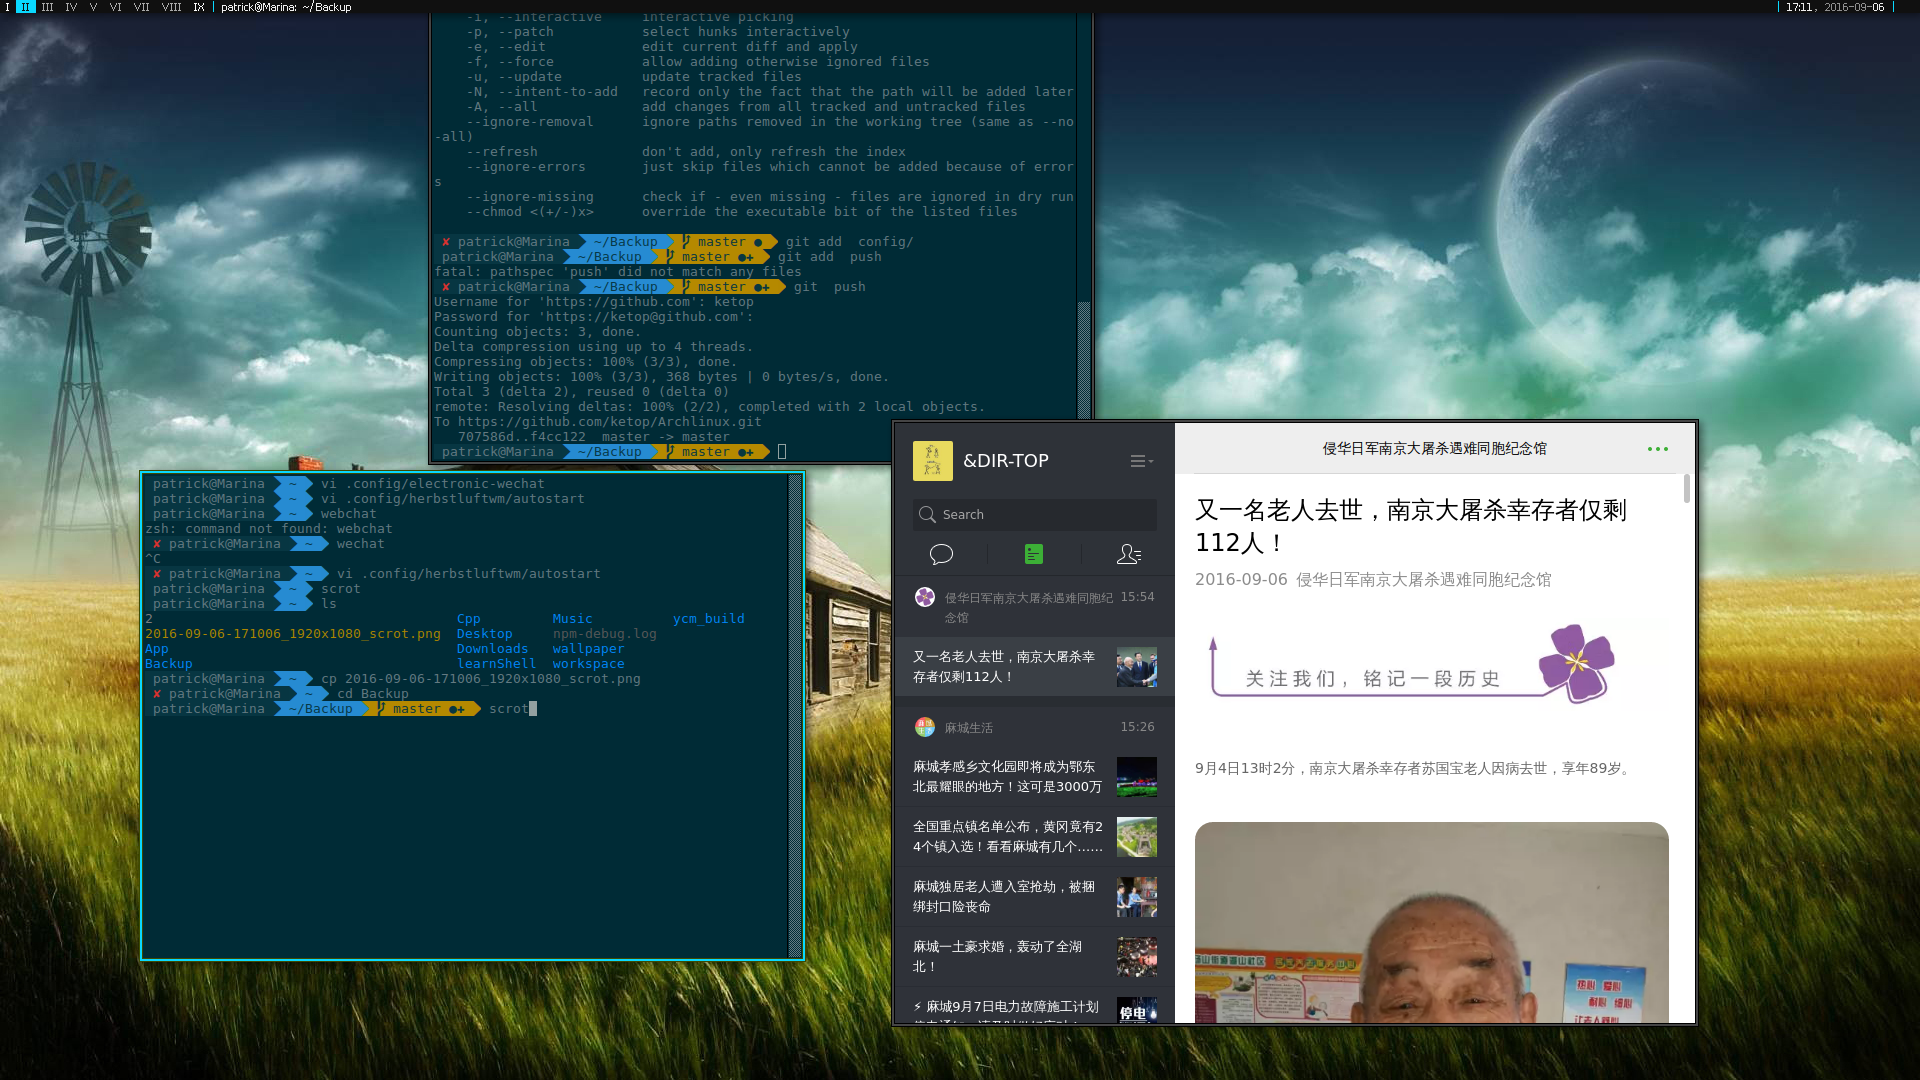 I II III IV V VI VII VIII IX | patrick@Marina: ~/Backup
17:11, 2016-09-06
-i, --interactive interactive picking
-p, --patch select hunks interactively
-e, --edit edit current diff and apply
-f, --force allow adding otherwise ignored files
-u, --update update tracked files
-N, --intent-to-add record only the fact that the path will be added later
-A, --all add changes from all tracked and untracked files
--ignore-removal ignore paths removed in the working tree (same as --no
-all)
--refresh don't add, only refresh the index
--ignore-errors just skip files which cannot be added because of error
s
--ignore-missing check if - even missing - files are ignored in dry run
--chmod <(+/-)x> override the executable bit of the listed files
✘ patrick@Marina ~/Backup master ● git add config/
patrick@Marina ~/Backup master ●✚ git add push
fatal: pathspec 'push' did not match any files
✘ patrick@Marina ~/Backup master ●✚ git push
Username for 'https://github.com': ketop
Password for 'https://ketop@github.com':
Counting objects: 3, done.
Delta compression using up to 4 threads.
Compressing objects: 100% (3/3), done.
Writing objects: 100% (3/3), 368 bytes | 0 bytes/s, done.
Total 3 (delta 2), reused 0 (delta 0)
remote: Resolving deltas: 100% (2/2), completed with 2 local objects.
To https://github.com/ketop/Archlinux.git
707586d..f4cc122 master -> master
patrick@Marina ~/Backup master ●✚
patrick@Marina ~ vi .config/electronic-wechat
patrick@Marina ~ vi .config/herbstluftwm/autostart
patrick@Marina ~ webchat
zsh: command not found: webchat
✘ patrick@Marina ~ wechat
^C
✘ patrick@Marina ~ vi .config/herbstluftwm/autostart
patrick@Marina ~ scrot
patrick@Marina ~ ls
2 Cpp Music ycm_build
2016-09-06-171006_1920x1080_scrot.png Desktop npm-debug.log
App Downloads wallpaper
Backup learnShell workspace
patrick@Marina ~ cp 2016-09-06-171006_1920x1080_scrot.png
✘ patrick@Marina ~ cd Backup
patrick@Marina ~/Backup master ●✚ scrot
&DIR-TOP
Search
侵华日军南京大屠杀遇难同胞纪 15:54
念馆
又一名老人去世，南京大屠杀幸
存者仅剩112人！
麻城生活 15:26
麻城孝感乡文化园即将成为鄂东
北最耀眼的地方！这可是3000万
全国重点镇名单公布，黄冈竟有2
4个镇入选！看看麻城有几个……
麻城独居老人遭入室抢劫，被捆
绑封口险丧命
麻城一土豪求婚，轰动了全湖
北！
⚡ 麻城9月7日电力故障施工计划
停电
侵华日军南京大屠杀遇难同胞纪念馆
又一名老人去世，南京大屠杀幸存者仅剩
112人！
2016-09-06 侵华日军南京大屠杀遇难同胞纪念馆
关注我们，铭记一段历史
9月4日13时2分，南京大屠杀幸存者苏国宝老人因病去世，享年89岁。
热心 爱心
耐心 细心